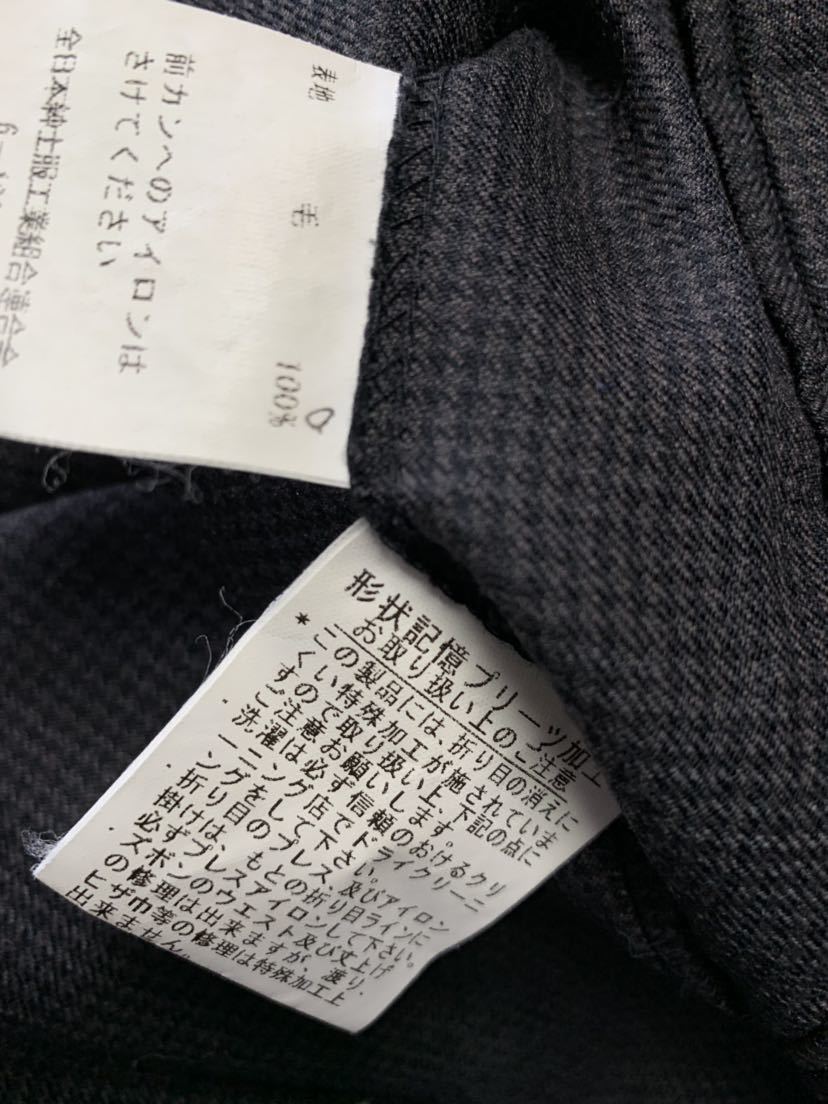 表地 毛 100%
前カンへのアイロンは
さけてください
全日本紳士服工業組合連合会
形状記憶プリーツ加工
お取り扱い上のご注意
* この製品には、折り目の消えに
くい特殊加工が施されていま
すので取り扱い上下記の点に
ご注意お願いします。
・洗濯は必ず信頼のおけるクリ
ーニング店でドライクリーニ
ングをして下さい。
・折り目のプレス、及びアイロン
掛けは、もとの折り目ラインに
必ずプレスアイロンして下さい。
・ズボンのウエスト及び丈上げ
の修理は出来ますが、渡り・
ヒザ巾等の修理は特殊加工上
出来ません。